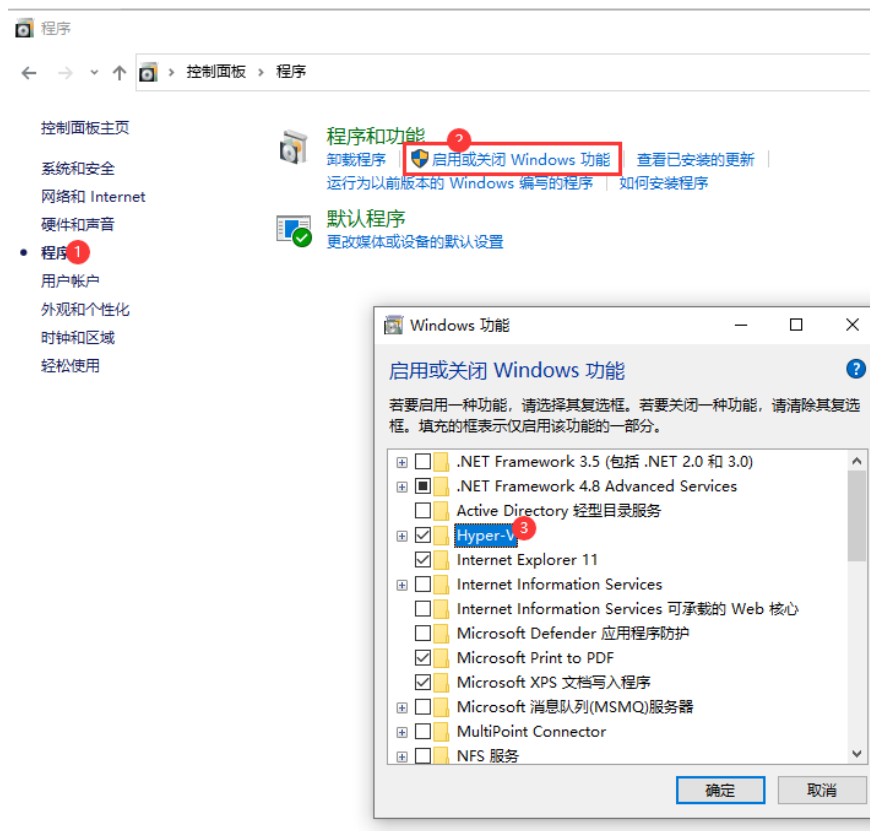 程序
控制面板 › 程序
控制面板主页
系统和安全
网络和 Internet
硬件和声音
程序 1
用户帐户
外观和个性化
时钟和区域
轻松使用
程序和功能
2
卸载程序 启用或关闭 Windows 功能 查看已安装的更新
运行为以前版本的 Windows 编写的程序 如何安装程序
默认程序
更改媒体或设备的默认设置
Windows 功能
启用或关闭 Windows 功能
若要启用一种功能，请选择其复选框。若要关闭一种功能，请清除其复选
框。填充的框表示仅启用该功能的一部分。
.NET Framework 3.5 (包括 .NET 2.0 和 3.0)
.NET Framework 4.8 Advanced Services
Active Directory 轻型目录服务
Hyper-V 3
Internet Explorer 11
Internet Information Services
Internet Information Services 可承载的 Web 核心
Microsoft Defender 应用程序防护
Microsoft Print to PDF
Microsoft XPS 文档写入程序
Microsoft 消息队列(MSMQ)服务器
MultiPoint Connector
NFS 服务
确定 取消